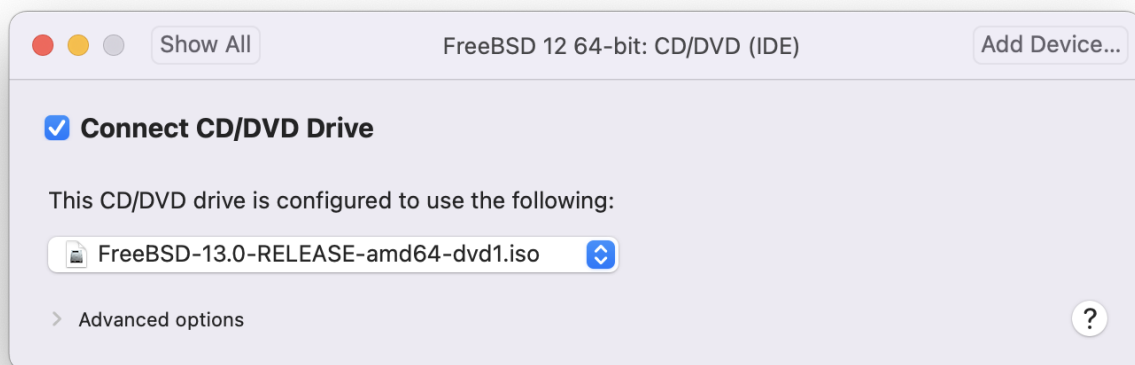 Show All FreeBSD 12 64-bit: CD/DVD (IDE) Add Device...
Connect CD/DVD Drive
This CD/DVD drive is configured to use the following:
FreeBSD-13.0-RELEASE-amd64-dvd1.iso
Advanced options ?